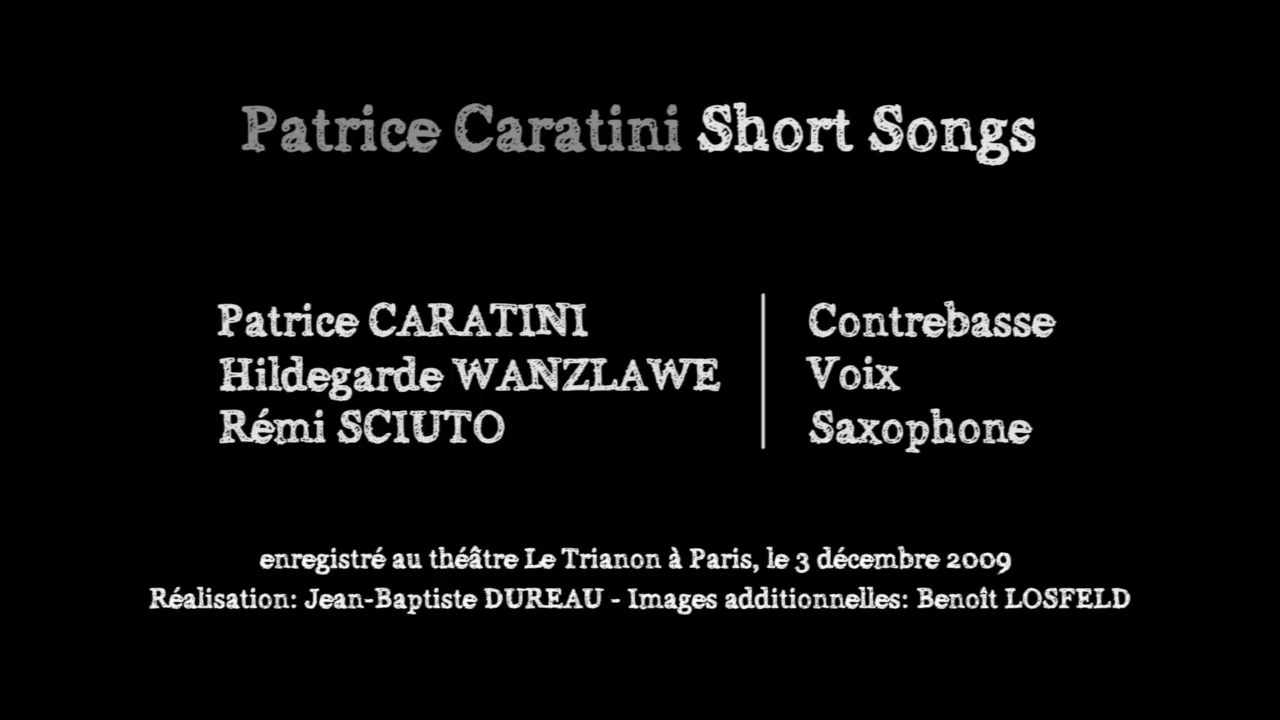 Patrice Caratini Short Songs
Patrice CARATINI Contrebasse
Hildegarde WANZLAWE Voix
Rémi SCIUTO Saxophone
enregistré au théâtre Le Trianon à Paris, le 3 décembre 2009
Réalisation: Jean-Baptiste DUREAU - Images additionnelles: Benoît LOSFELD